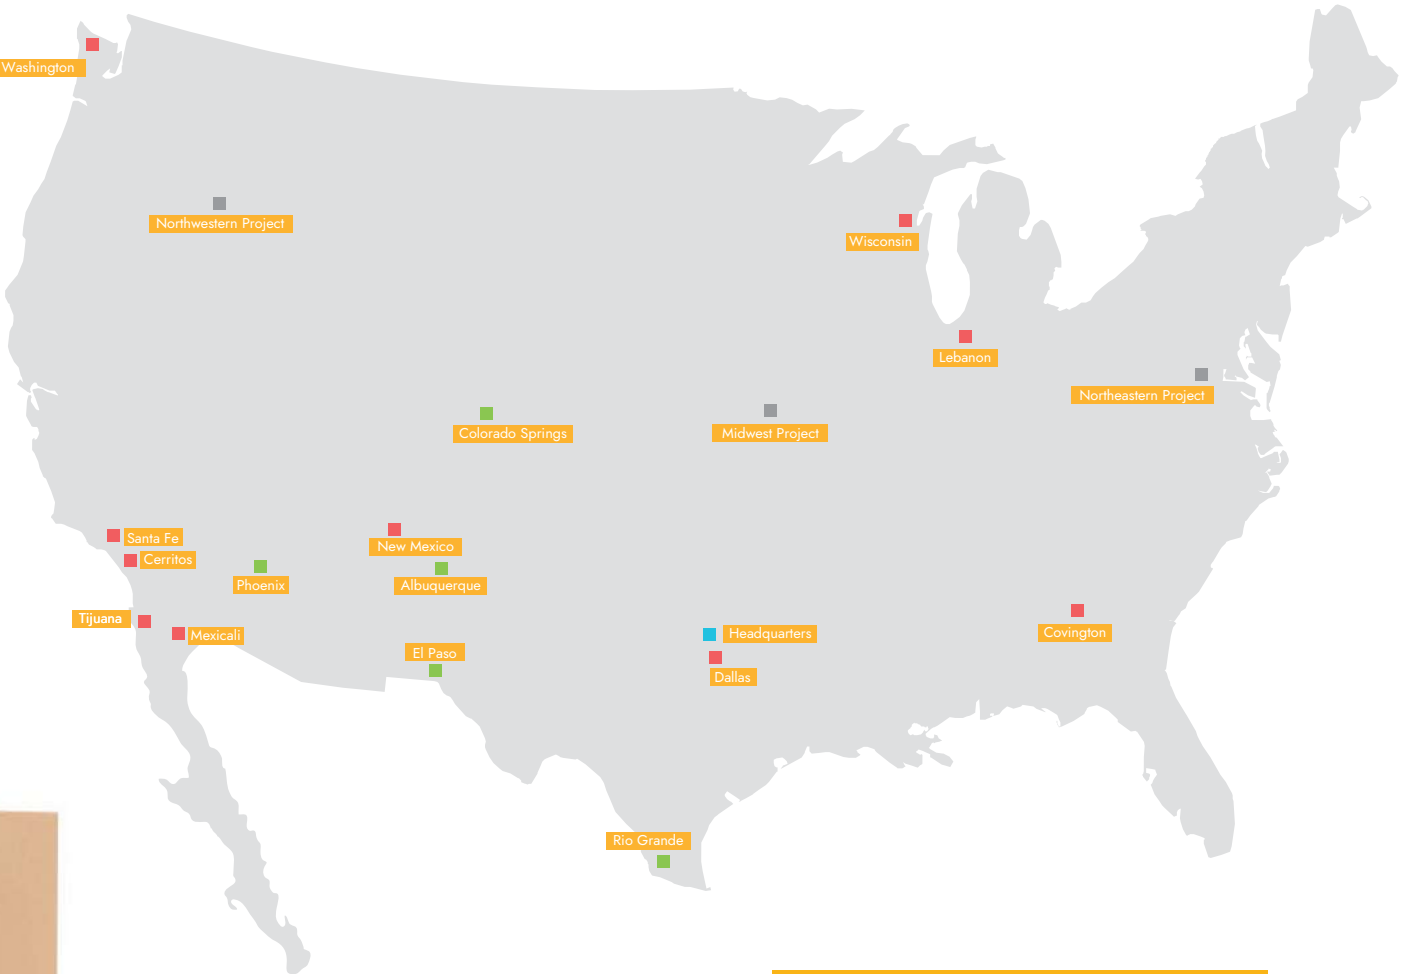 Washington
Northwestern Project
Wisconsin
Lebanon
Northeastern Project
Colorado Springs
Midwest Project
Santa Fe
New Mexico
Cerritos
Phoenix
Albuquerque
Tijuana
Mexicali
Headquarters
Covington
El Paso
Dallas
Rio Grande